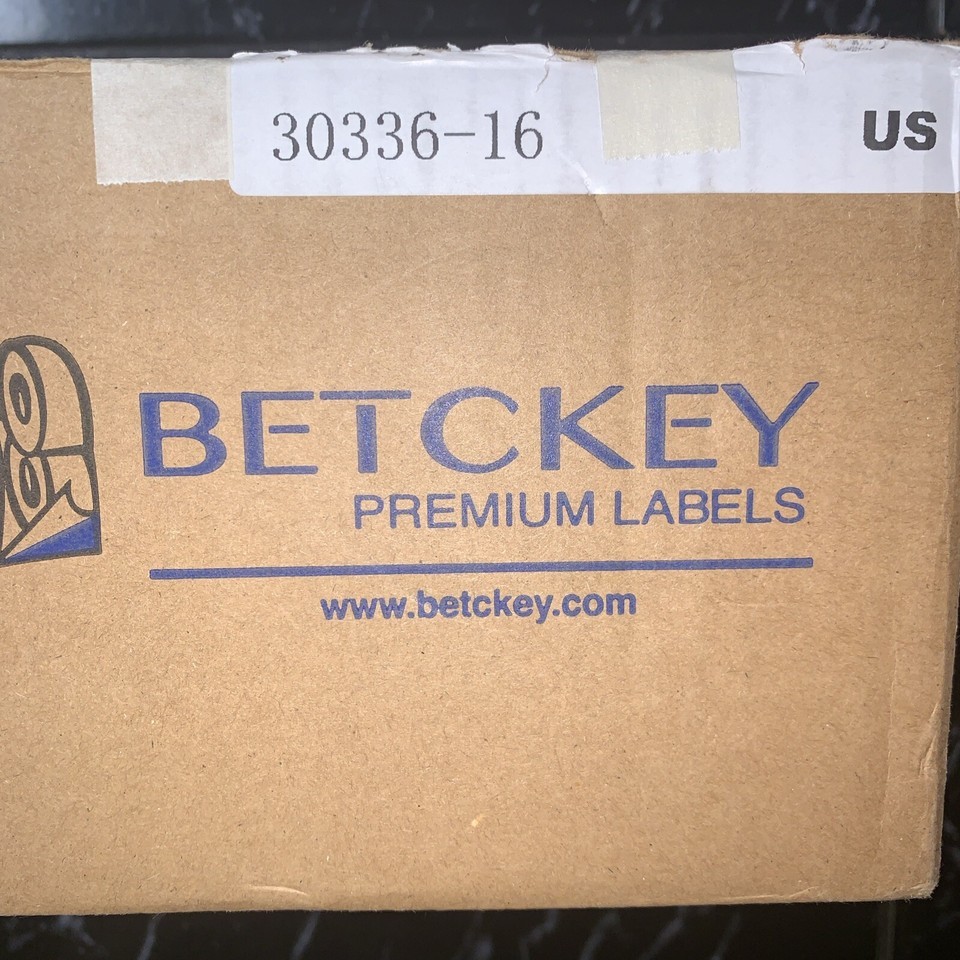 30336-16 US
BETCKEY
PREMIUM LABELS
www.betckey.com